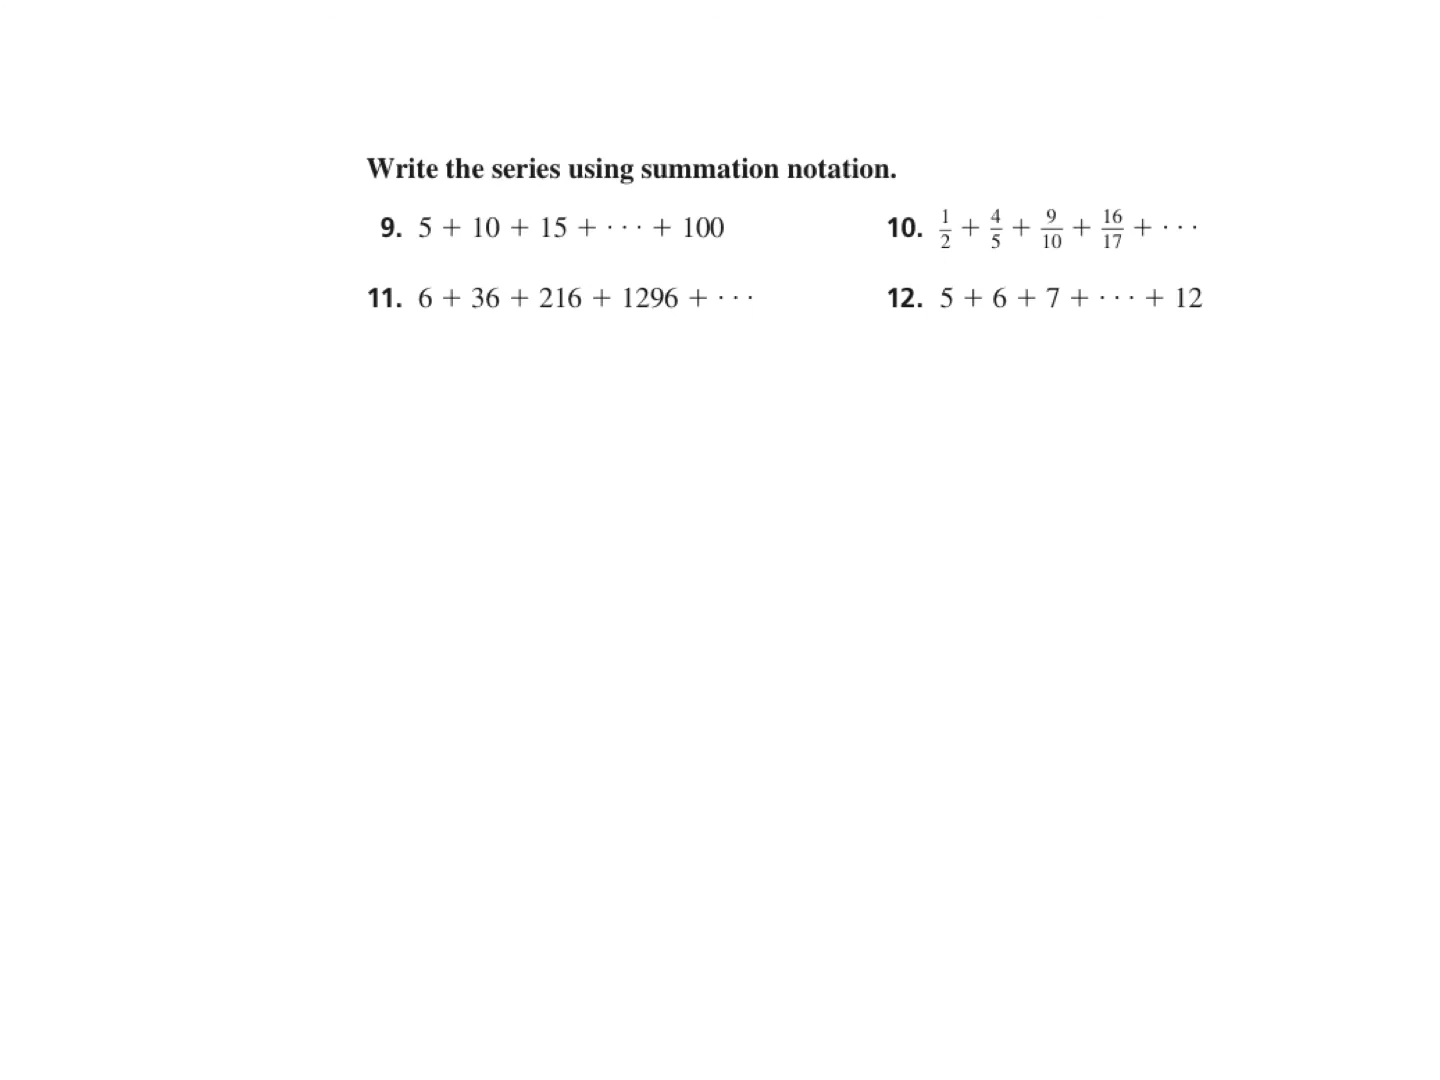 Write the series using summation notation.
9. 5 + 10 + 15 + · · · + 100
10. 1/2 + 4/5 + 9/10 + 16/17 + · · ·
11. 6 + 36 + 216 + 1296 + · · ·
12. 5 + 6 + 7 + · · · + 12